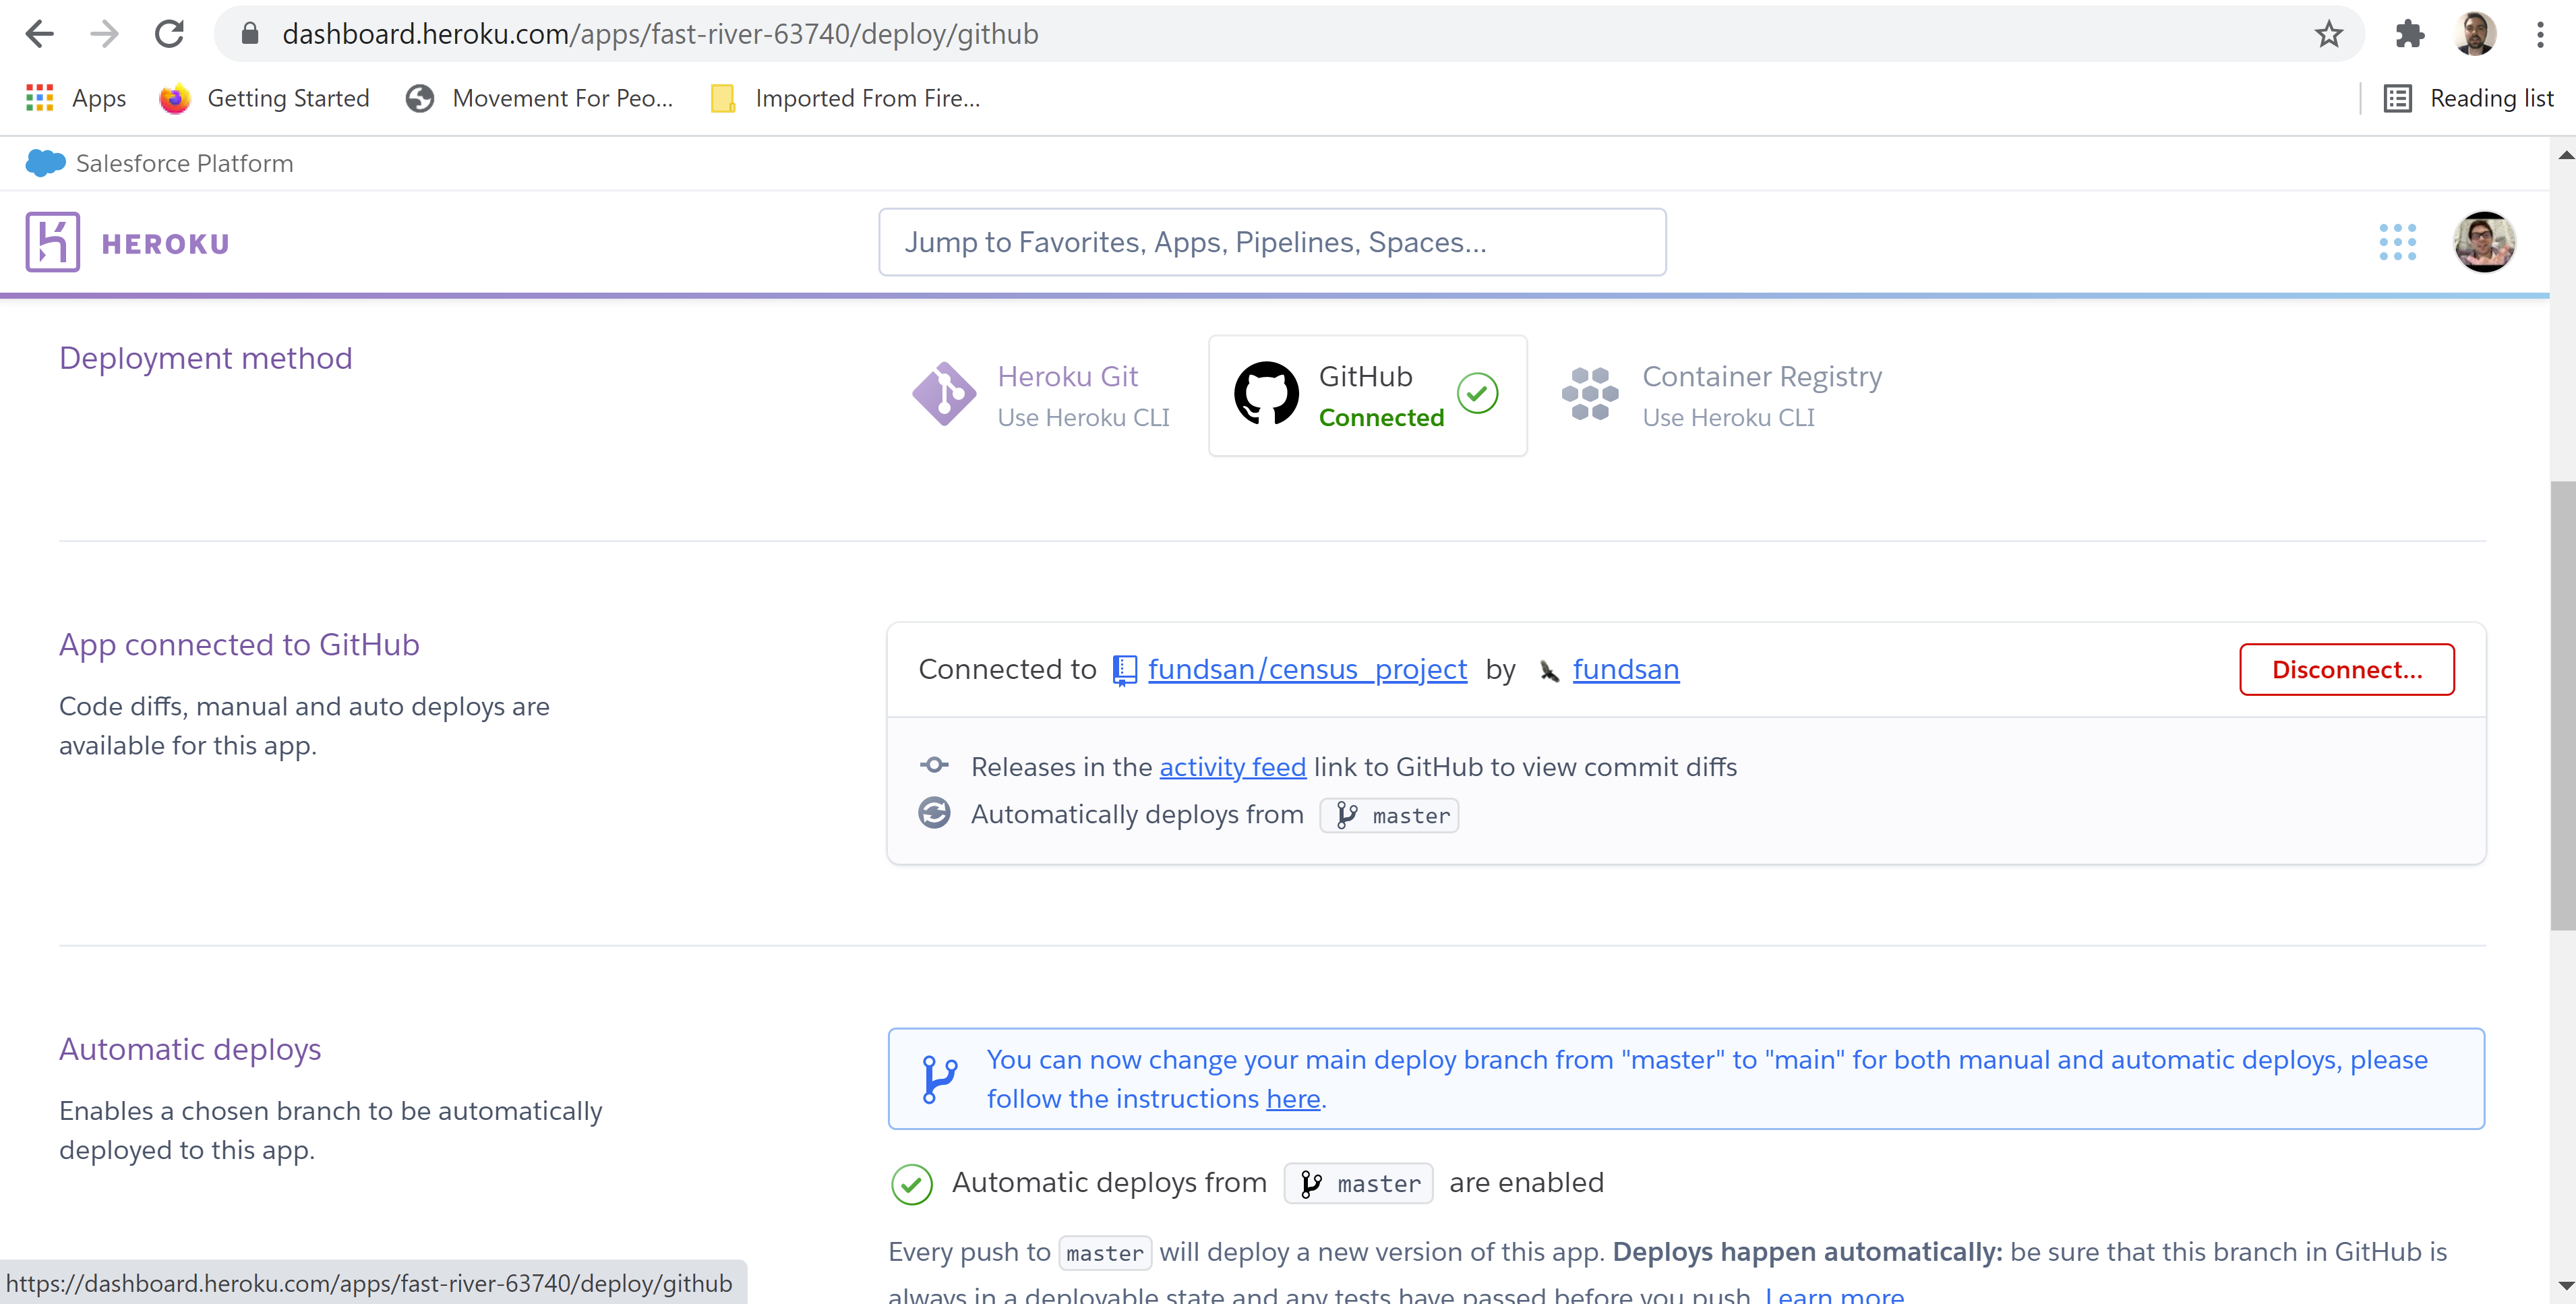 dashboard.heroku.com/apps/fast-river-63740/deploy/github
Apps Getting Started Movement For Peo... Imported From Fire... Reading list
Salesforce Platform
HEROKU
Jump to Favorites, Apps, Pipelines, Spaces...
Deployment method
Heroku Git
Use Heroku CLI
GitHub
Connected
Container Registry
Use Heroku CLI
App connected to GitHub
Code diffs, manual and auto deploys are
available for this app.
Connected to fundsan/census_project by fundsan
Disconnect...
Releases in the activity feed link to GitHub to view commit diffs
Automatically deploys from master
Automatic deploys
Enables a chosen branch to be automatically
deployed to this app.
You can now change your main deploy branch from "master" to "main" for both manual and automatic deploys, please
follow the instructions here.
Automatic deploys from master are enabled
Every push to master will deploy a new version of this app. Deploys happen automatically: be sure that this branch in GitHub is
always in a deployable state and any tests have passed before you push. Learn more
https://dashboard.heroku.com/apps/fast-river-63740/deploy/github